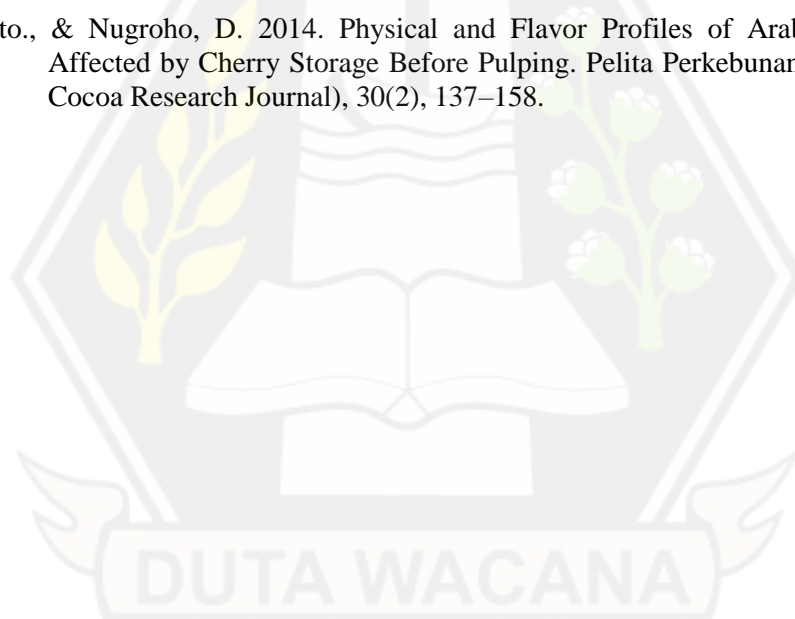 to., & Nugroho, D. 2014. Physical and Flavor Profiles of Arab
Affected by Cherry Storage Before Pulping. Pelita Perkebunan
Cocoa Research Journal), 30(2), 137–158.
DUTA WACANA